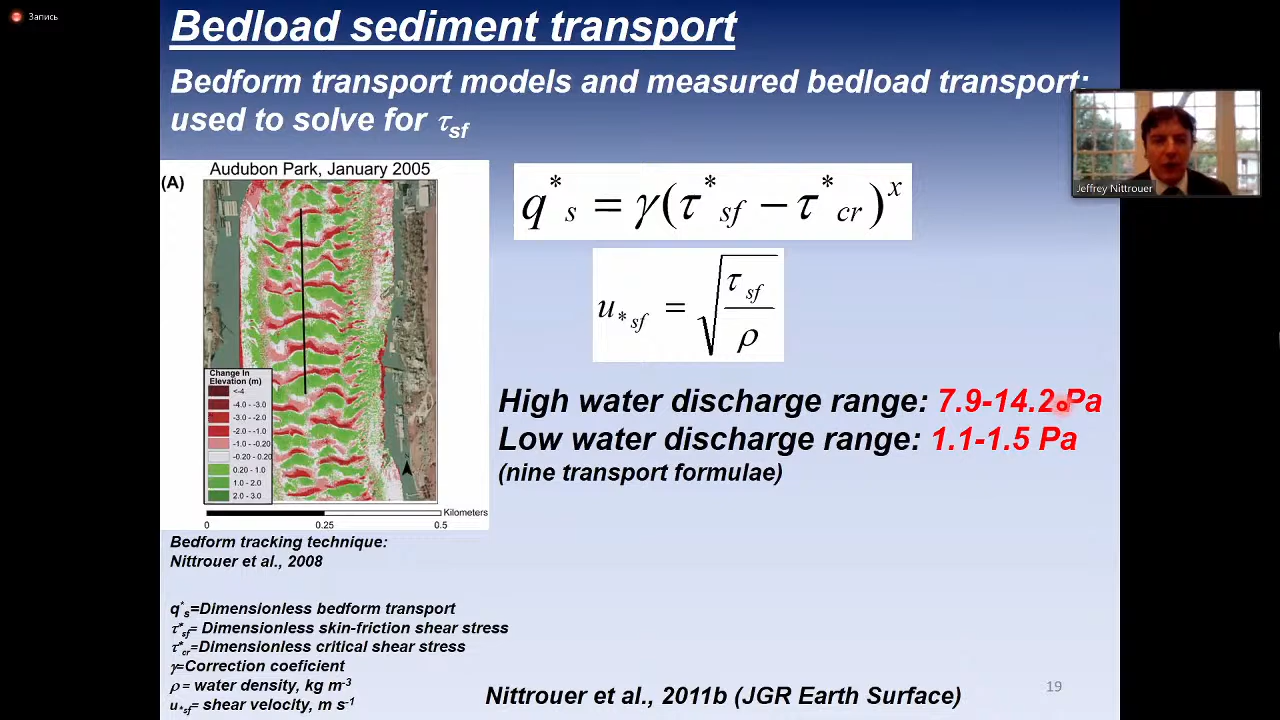 Запись
Bedload sediment transport
Bedform transport models and measured bedload transport:
used to solve for τsf
Jeffrey Nittrouer
Audubon Park, January 2005
(A)
q*s = γ(τ*sf − τ*cr)^x
u*sf = √(τsf / ρ)
Change In
Elevation (m)
<-4
-4.0 - -3.0
-3.0 - -2.0
-2.0 - -1.0
-1.0 - -0.20
-0.20 - 0.20
0.20 - 1.0
1.0 - 2.0
2.0 - 3.0
Kilometers
0 0.25 0.5
High water discharge range: 7.9-14.2 Pa
Low water discharge range: 1.1-1.5 Pa
(nine transport formulae)
Bedform tracking technique:
Nittrouer et al., 2008
q*s=Dimensionless bedform transport
τ*sf= Dimensionless skin-friction shear stress
τ*cr=Dimensionless critical shear stress
γ=Correction coeficient
ρ = water density, kg m-3
u*sf= shear velocity, m s-1
Nittrouer et al., 2011b (JGR Earth Surface)
19